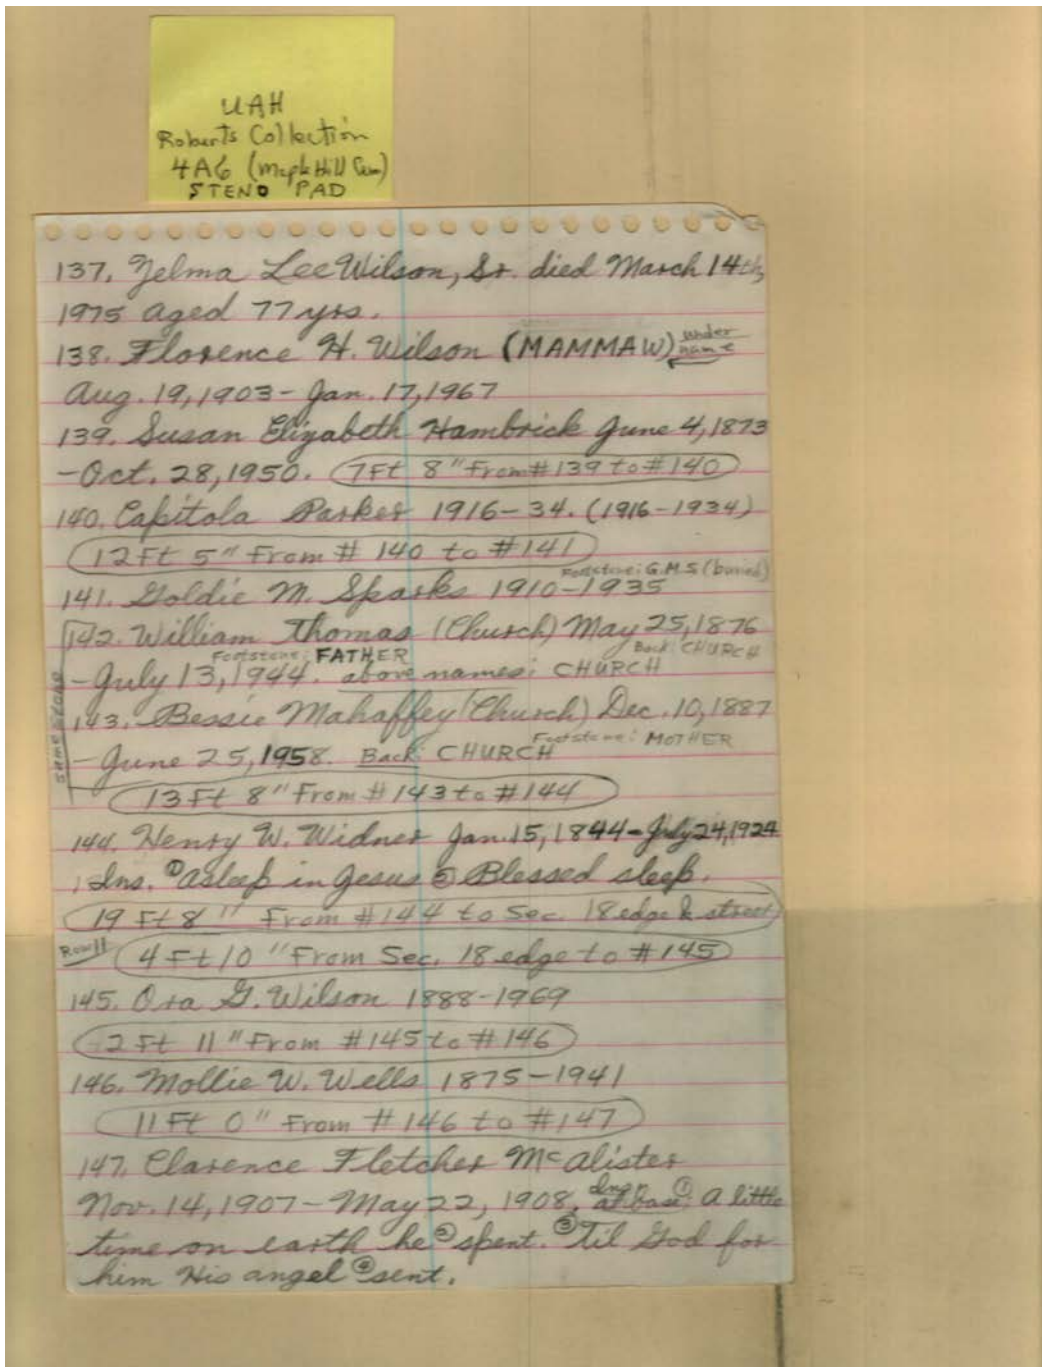 UAH
Roberts Collection
4A6 (Maple Hill Cem)
STENO PAD
137. Zelma Lee Wilson, Sr. died March 14th,
1975 aged 77 yrs.
138. Florence H. Wilson (MAMMAW) under name
Aug. 19, 1903 - Jan. 17, 1967
139. Susan Elizabeth Hambrick June 4, 1873
- Oct. 28, 1950. 7Ft 8" From #139 to #140
140. Capitola Parker 1916-34. (1916-1934)
12 Ft 5" From # 140 to #141
Footstone: G.M.S (buried)
141. Goldie M. Sparks 1910-1935
142. William Thomas (Church) May 25, 1876
Footstone: FATHER Back: CHURCH
- July 13, 1944. above names: CHURCH
same stone
143. Bessie Mahaffey (Church) Dec. 10, 1887
Footstone: MOTHER
- June 25, 1958. Back: CHURCH
13 Ft 8" From #143 to #144
144. Henry W. Widner Jan. 15, 1844 - July 24, 1924
Ins. ① Asleep in Jesus ② Blessed sleep.
19 Ft 8" From #144 to Sec 18 edge & street
Row 11
4 Ft 10" From Sec. 18 edge to #145
145. Ora G. Wilson 1888-1969
2 Ft 11" From #145 to #146
146. Mollie W. Wells 1875-1941
11 Ft 0" From #146 to #147
147. Clarence Fletcher McAlister
Nov. 14, 1907 - May 22, 1908. Ins. at base: ① A little
time on earth he ② spent. ③ Til God for
him His angel ④ sent.